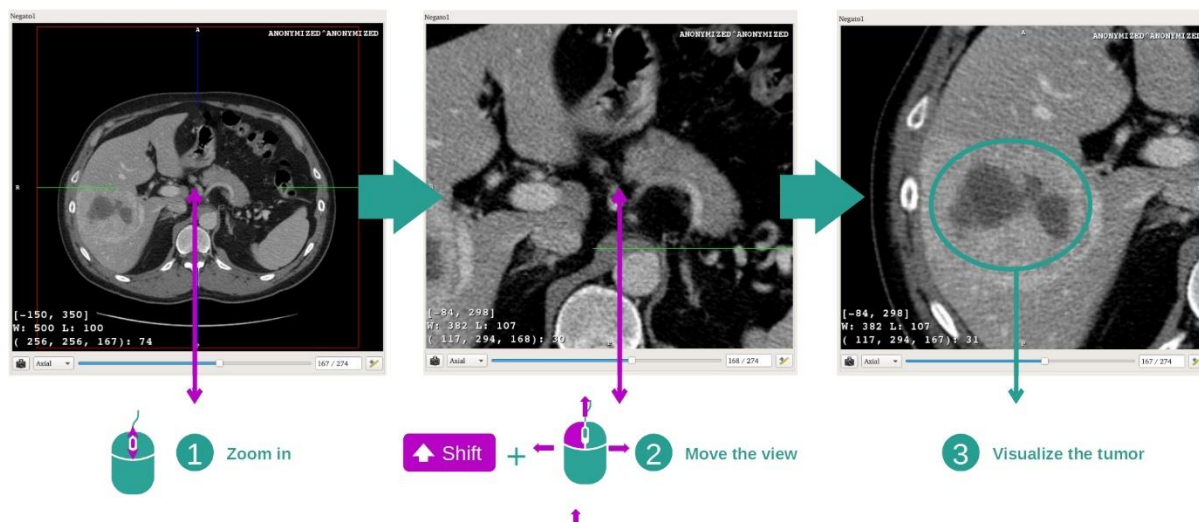 Negato1
A
ANONYMIZED^ANONYMIZED
R
[-150, 350]
W: 500 L: 100
( 256, 256, 167): 74
P
Axial
167 / 274
Negato1
A
ANONYMIZED^ANONYMIZED
[-84, 298]
W: 382 L: 107
( 117, 294, 168): 30
P
Axial
168 / 274
Negato1
A
ANONYMIZED^ANONYMIZED
[-84, 298]
W: 382 L: 107
( 117, 294, 167): 31
P
Axial
167 / 274
1 Zoom in
Shift + 2 Move the view
3 Visualize the tumor